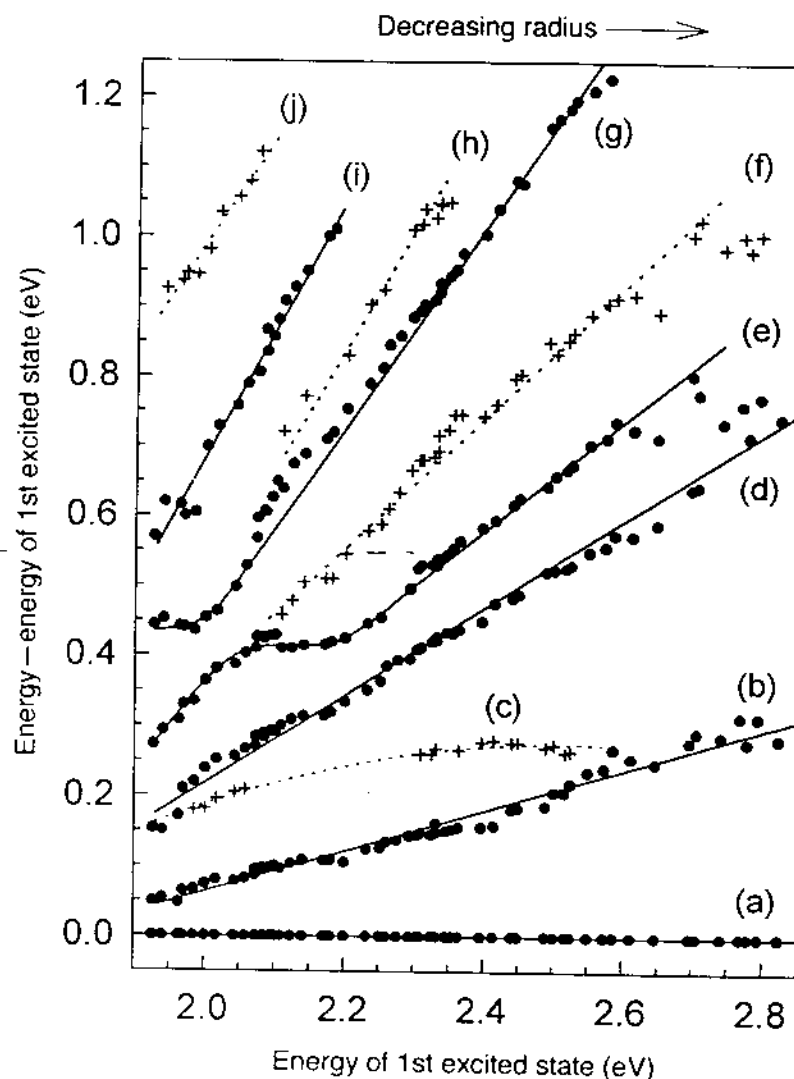 Decreasing radius
1.2
1.0
0.8
0.6
0.4
0.2
0.0
Energy – energy of 1st excited state (eV)
(j)
(i)
(h)
(g)
(f)
(e)
(d)
(c)
(b)
(a)
2.0 2.2 2.4 2.6 2.8
Energy of 1st excited state (eV)